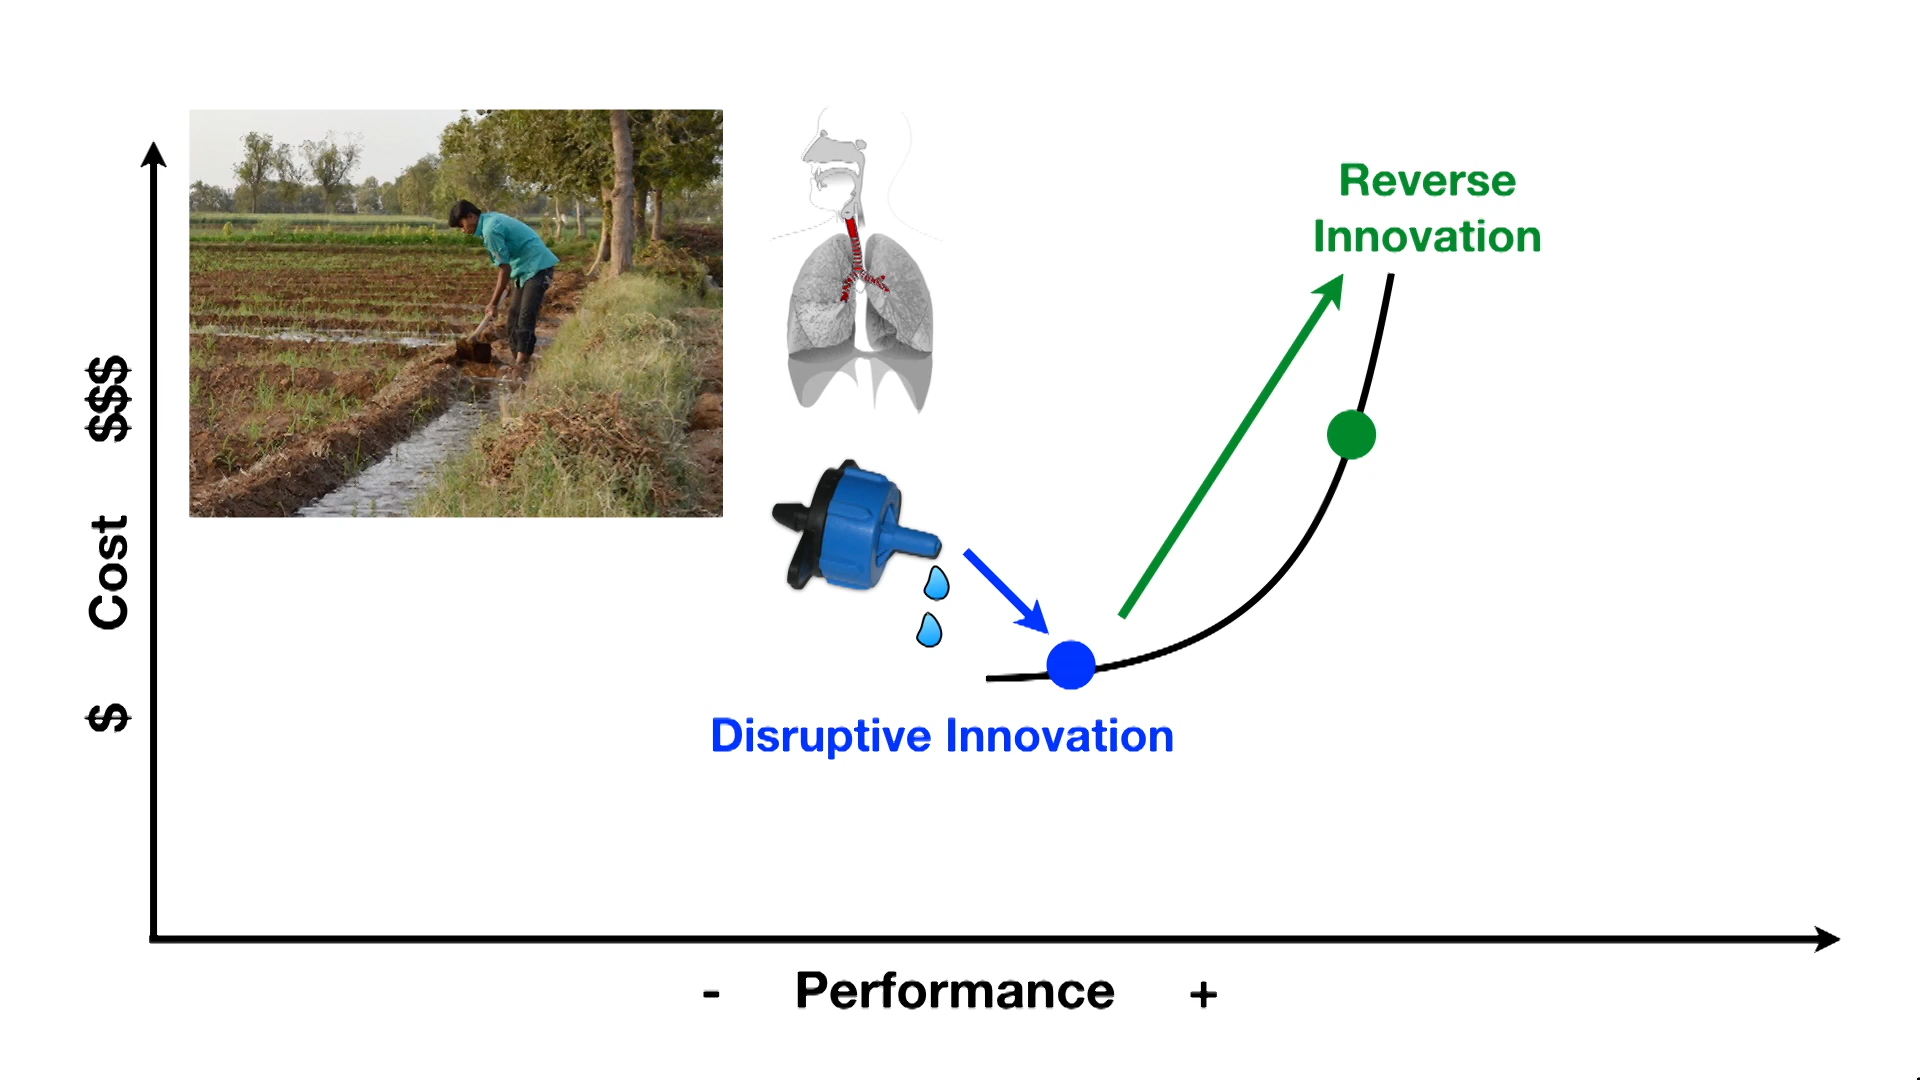 Reverse
Innovation
$ Cost $$$
Disruptive Innovation
- Performance +